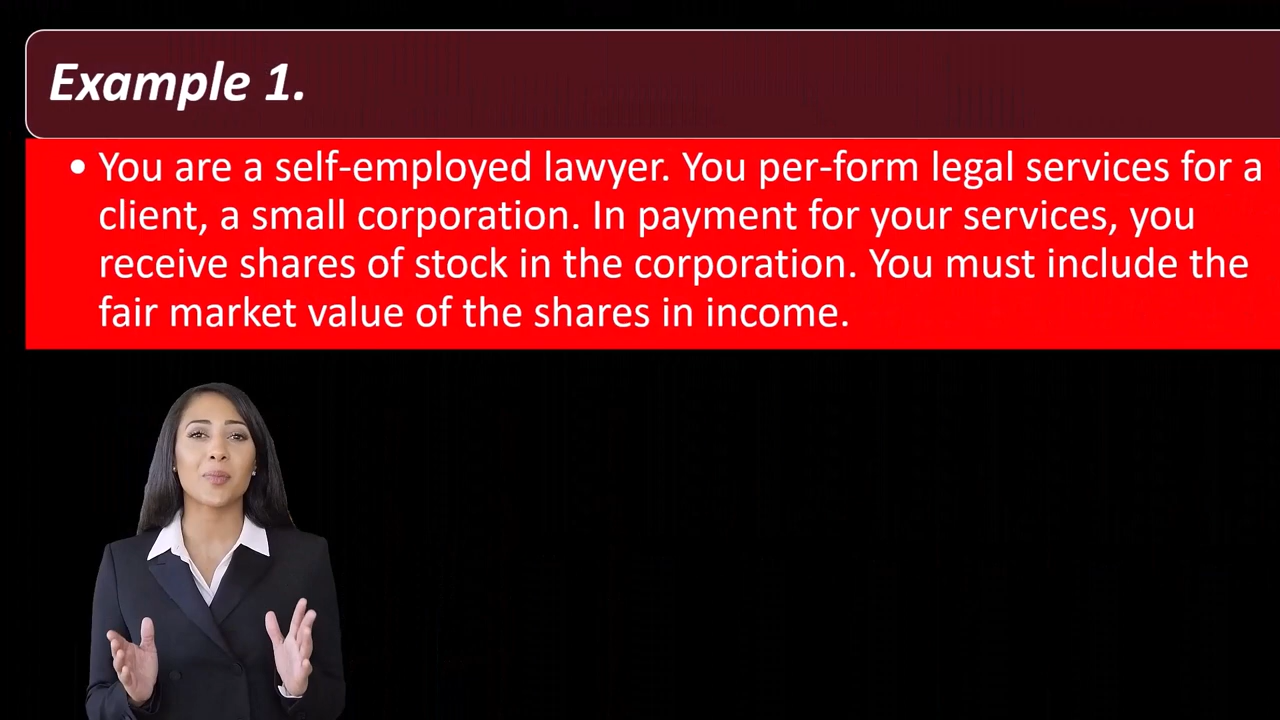 Example 1.
• You are a self-employed lawyer. You per-form legal services for a
client, a small corporation. In payment for your services, you
receive shares of stock in the corporation. You must include the
fair market value of the shares in income.